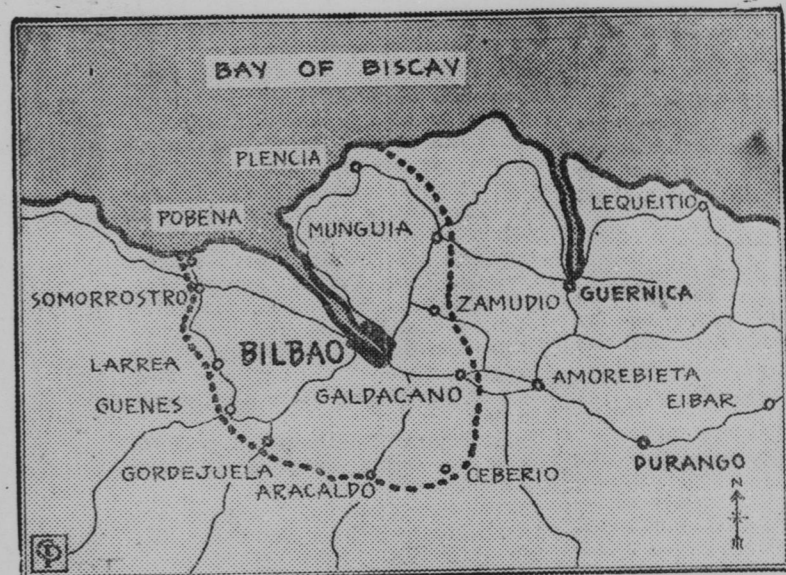 BAY OF BISCAY
PLENCIA
POBENA
MUNGUIA
LEQUEITIO
SOMORROSTRO
ZAMUDIO
GUERNICA
BILBAO
LARREA
GALDACANO
AMOREBIETA
GUENES
EIBAR
GORDEJUELA
ARACALDO
CEBERIO
DURANGO
N